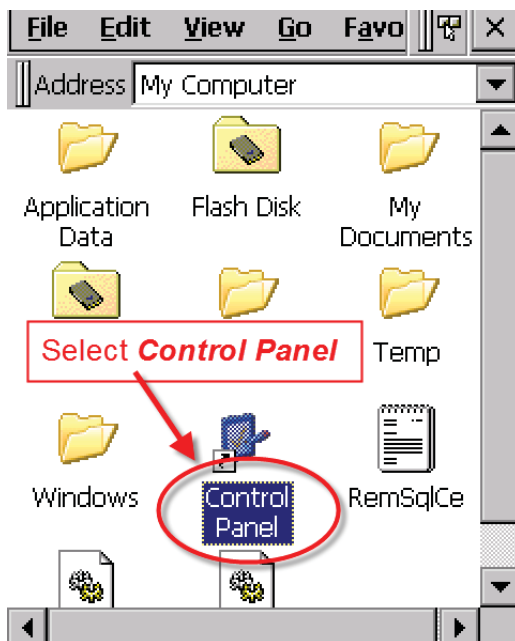 File Edit View Go Favo
Address My Computer
Application Data
Flash Disk
My Documents
Select Control Panel
Temp
Windows
Control Panel
RemSqlCe